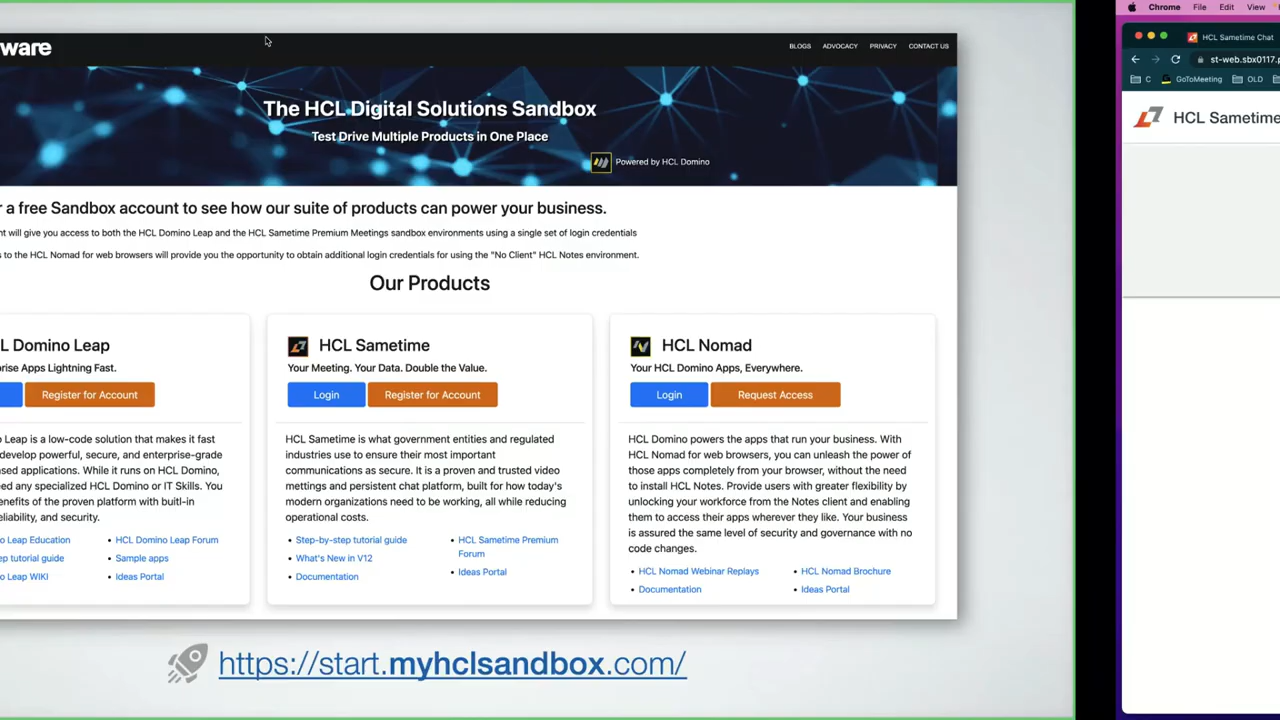 ware
BLOGS ADVOCACY PRIVACY CONTACT US
The HCL Digital Solutions Sandbox
Test Drive Multiple Products in One Place
Powered by HCL Domino
a free Sandbox account to see how our suite of products can power your business.
will give you access to both the HCL Domino Leap and the HCL Sametime Premium Meetings sandbox environments using a single set of login credentials
to the HCL Nomad for web browsers will provide you the opportunity to obtain additional login credentials for using the "No Client" HCL Notes environment.
Our Products
L Domino Leap
rise Apps Lightning Fast.
Register for Account
Leap is a low-code solution that makes it fast
develop powerful, secure, and enterprise-grade
sed applications. While it runs on HCL Domino,
need any specialized HCL Domino or IT Skills. You
enefits of the proven platform with buitl-in
eliability, and security.
o Leap Education
ep tutorial guide
o Leap WIKI
• HCL Domino Leap Forum
• Sample apps
• Ideas Portal
HCL Sametime
Your Meeting. Your Data. Double the Value.
Login Register for Account
HCL Sametime is what government entities and regulated
industries use to ensure their most important
communications as secure. It is a proven and trusted video
mettings and persistent chat platform, built for how today's
modern organizations need to be working, all while reducing
operational costs.
• Step-by-step tutorial guide
• What's New in V12
• Documentation
• HCL Sametime Premium
Forum
• Ideas Portal
HCL Nomad
Your HCL Domino Apps, Everywhere.
Login Request Access
HCL Domino powers the apps that run your business. With
HCL Nomad for web browsers, you can unleash the power of
those apps completely from your browser, without the need
to install HCL Notes. Provide users with greater flexibility by
unlocking your workforce from the Notes client and enabling
them to access their apps wherever they like. Your business
is assured the same level of security and governance with no
code changes.
• HCL Nomad Webinar Replays
• Documentation
• HCL Nomad Brochure
• Ideas Portal
https://start.myhclsandbox.com/
Chrome File Edit View
HCL Sametime Chat
st-web.sbx0117.p
C GoToMeeting OLD
HCL Sametime